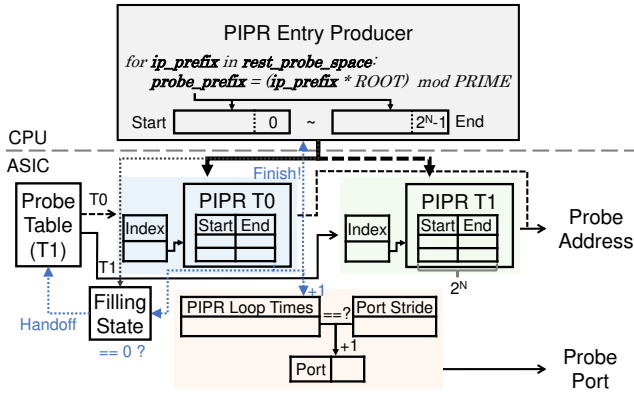 PIPR Entry Producer
for ip_prefix in rest_probe_space:
probe_prefix = (ip_prefix * ROOT) mod PRIME
Start 0 ~ 2^N-1 End
CPU
ASIC
Finish!
Probe
Table
(T1)
T0
T1
Index
PIPR T0
Start End
Index
PIPR T1
Start End
2^N
Probe
Address
Filling
State
Handoff
== 0 ?
+1
PIPR Loop Times
==?
Port Stride
+1
Port
Probe
Port